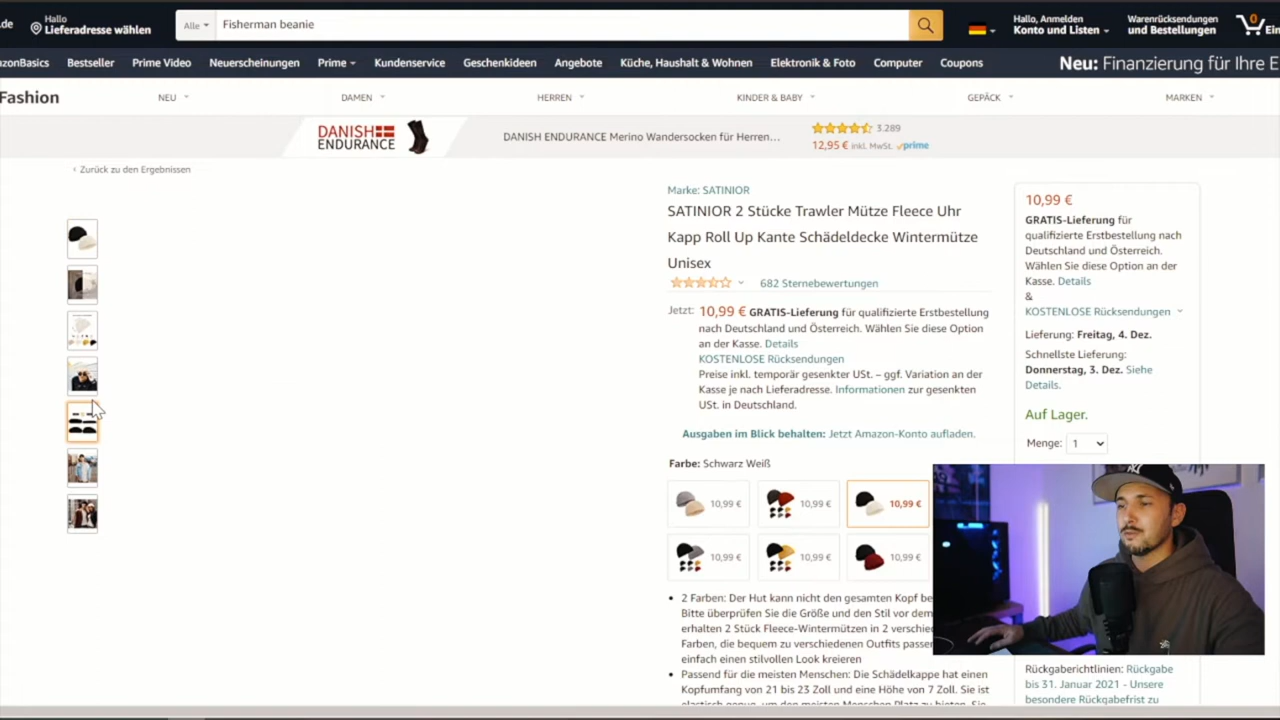 .de
Hallo
Lieferadresse wählen
Alle
Fisherman beanie
Hallo, Anmelden
Konto und Listen
Warenrücksendungen
und Bestellungen
0
Ein
zonBasics
Bestseller
Prime Video
Neuerscheinungen
Prime
Kundenservice
Geschenkideen
Angebote
Küche, Haushalt & Wohnen
Elektronik & Foto
Computer
Coupons
Neu: Finanzierung für Ihre E
Fashion
NEU
DAMEN
HERREN
KINDER & BABY
GEPÄCK
MARKEN
DANISH
ENDURANCE
DANISH ENDURANCE Merino Wandersocken für Herren...
3.289
12,95 € inkl. MwSt. prime
‹ Zurück zu den Ergebnissen
Marke: SATINIOR
SATINIOR 2 Stücke Trawler Mütze Fleece Uhr
Kapp Roll Up Kante Schädeldecke Wintermütze
Unisex
682 Sternebewertungen
Jetzt: 10,99 € GRATIS-Lieferung für qualifizierte Erstbestellung
nach Deutschland und Österreich. Wählen Sie diese Option
an der Kasse. Details
KOSTENLOSE Rücksendungen
Preise inkl. temporär gesenkter USt. – ggf. Variation an der
Kasse je nach Lieferadresse. Informationen zur gesenkten
USt. in Deutschland.
Ausgaben im Blick behalten: Jetzt Amazon-Konto aufladen.
Farbe: Schwarz Weiß
10,99 €
10,99 €
10,99 €
10,99 €
10,99 €
10,99 €
• 2 Farben: Der Hut kann nicht den gesamten Kopf be
Bitte überprüfen Sie die Größe und den Stil vor dem
erhalten 2 Stück Fleece-Wintermützen in 2 verschie
Farben, die bequem zu verschiedenen Outfits passe
einfach einen stilvollen Look kreieren
• Passend für die meisten Menschen: Die Schädelkappe hat einen
Kopfumfang von 21 bis 23 Zoll und eine Höhe von 7 Zoll. Sie ist
elastisch genug, um den meisten Menschen Platz zu bieten. Sie
10,99 €
GRATIS-Lieferung für
qualifizierte Erstbestellung nach
Deutschland und Österreich.
Wählen Sie diese Option an der
Kasse. Details
&
KOSTENLOSE Rücksendungen
Lieferung: Freitag, 4. Dez.
Schnellste Lieferung:
Donnerstag, 3. Dez. Siehe
Details.
Auf Lager.
Menge: 1
Rückgaberichtlinien: Rückgabe
bis 31. Januar 2021 - Unsere
besondere Rückgabefrist zu